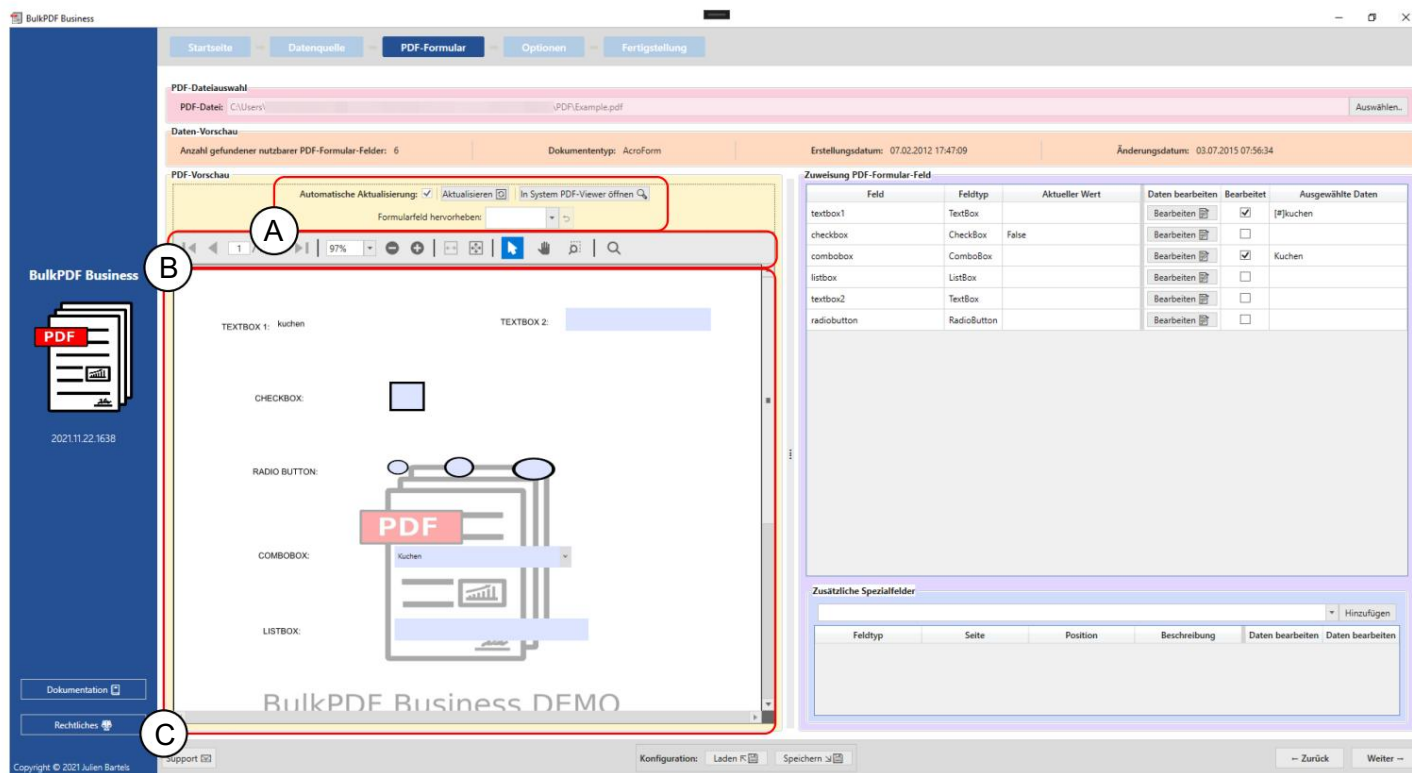 BulkPDF Business
Startseite Datenquelle PDF-Formular Optionen Fertigstellung
PDF-Dateiauswahl
PDF-Datei: C:\Users\ \PDF\Example.pdf Auswählen..
Daten-Vorschau
Anzahl gefundener nutzbarer PDF-Formular-Felder: 6 Dokumententyp: AcroForm Erstellungsdatum: 07.02.2012 17:47:09 Änderungsdatum: 03.07.2015 07:56:34
PDF-Vorschau
Automatische Aktualisierung: Aktualisieren In System PDF-Viewer öffnen
Formularfeld hervorheben:
A
1 97%
B
TEXTBOX 1: kuchen TEXTBOX 2:
CHECKBOX:
RADIO BUTTON:
PDF
COMBOBOX: Kuchen
LISTBOX:
BulkPDF Business DEMO
C
Zuweisung PDF-Formular-Feld
Feld Feldtyp Aktueller Wert Daten bearbeiten Bearbeitet Ausgewählte Daten
textbox1 TextBox Bearbeiten [#]kuchen
checkbox CheckBox False Bearbeiten
combobox ComboBox Bearbeiten Kuchen
listbox ListBox Bearbeiten
textbox2 TextBox Bearbeiten
radiobutton RadioButton Bearbeiten
Zusätzliche Spezialfelder
Hinzufügen
Feldtyp Seite Position Beschreibung Daten bearbeiten Daten bearbeiten
BulkPDF Business
PDF
2021.11.22.1638
Dokumentation
Rechtliches
Copyright © 2021 Julien Bartels
Support Konfiguration: Laden Speichern Zurück Weiter